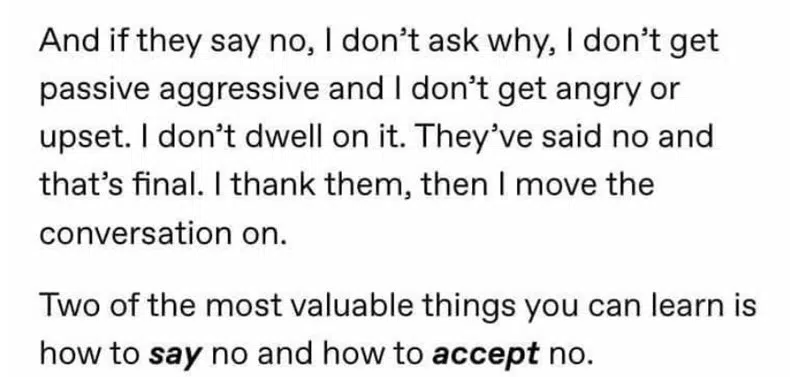 And if they say no, I don’t ask why, I don’t get
passive aggressive and I don’t get angry or
upset. I don’t dwell on it. They’ve said no and
that’s final. I thank them, then I move the
conversation on.
Two of the most valuable things you can learn is
how to say no and how to accept no.